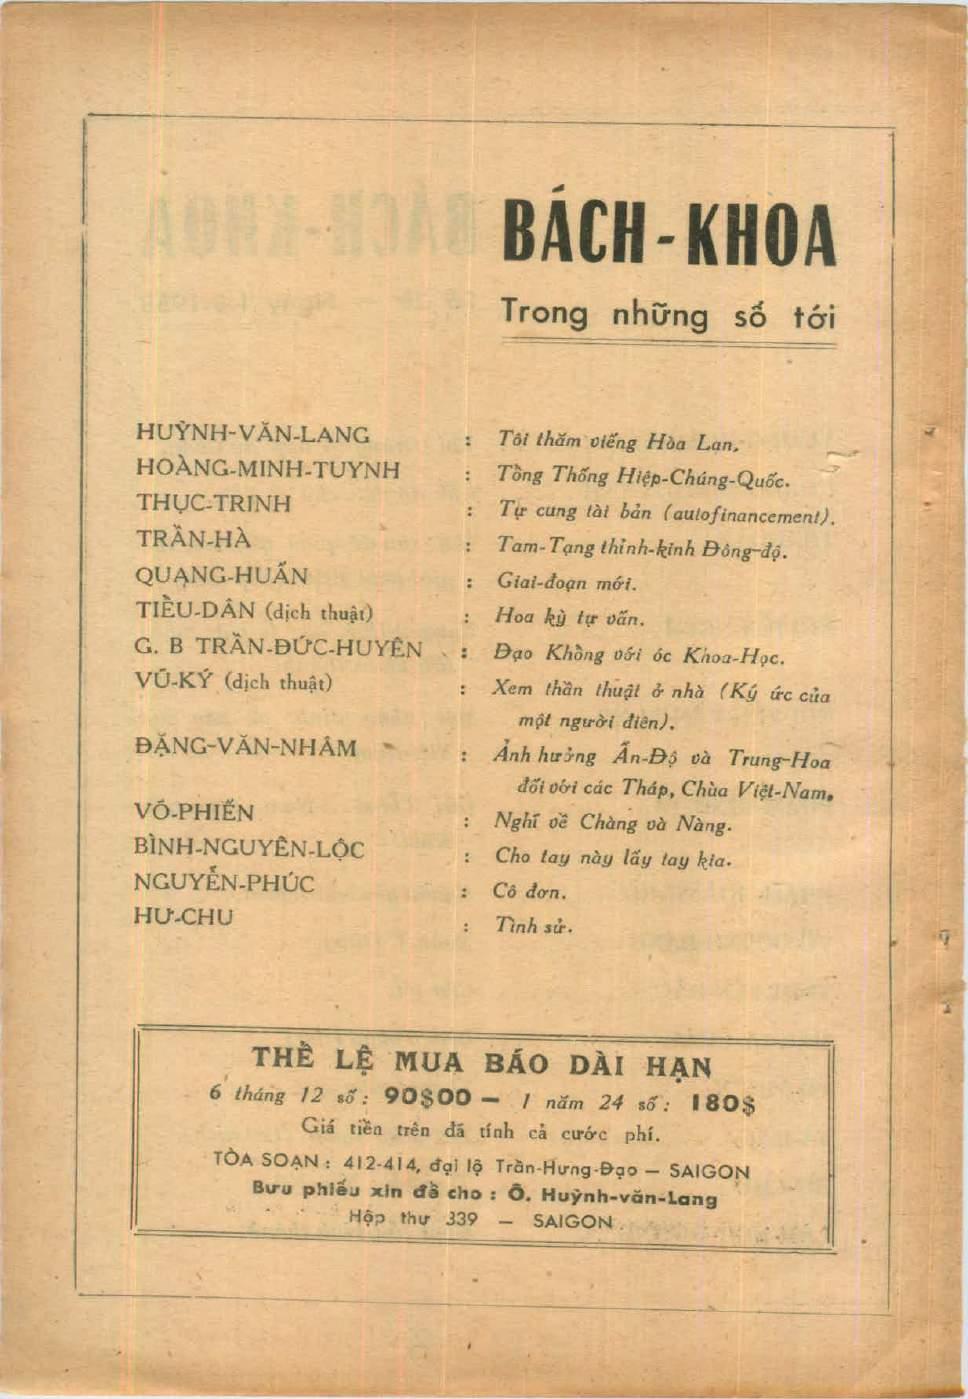 BÁCH-KHOA
Trong những số tới
HUỲNH-VĂN-LANG : Tôi thăm viếng Hòa Lan.
HOÀNG-MINH-TUYNH : Tổng Thống Hiệp-Chúng-Quốc.
THỤC-TRINH : Tự cung tài bản (autofinancement).
TRẦN-HÀ : Tam-Tạng thỉnh-kinh Đông-độ.
QUANG-HUẤN : Giai-đoạn mới.
TIỀU-DÂN (dịch thuật) : Hoa kỳ tự vấn.
G. B TRẦN-ĐỨC-HUYÊN : Đạo Khổng với óc Khoa-Học.
VŨ-KÝ (dịch thuật) : Xem thần thuật ở nhà (Ký ức của
một người điên).
ĐẶNG-VĂN-NHÂM : Ảnh hưởng Ấn-Độ và Trung-Hoa
đối với các Tháp, Chùa Việt-Nam.
VÕ-PHIẾN : Nghĩ về Chàng và Nàng.
BÌNH-NGUYÊN-LỘC : Cho tay này lấy tay kia.
NGUYỄN-PHÚC : Cô đơn.
HƯ-CHU : Tình sử.
THỂ LỆ MUA BÁO DÀI HẠN
6 tháng 12 số : 90$00 — 1 năm 24 số : 180$
Giá tiền trên đã tính cả cước phí.
TÒA SOẠN : 412-414, đại lộ Trần-Hưng-Đạo — SAIGON
Bưu phiếu xin đề cho : Ô. Huỳnh-văn-Lang
Hộp thư 339 — SAIGON